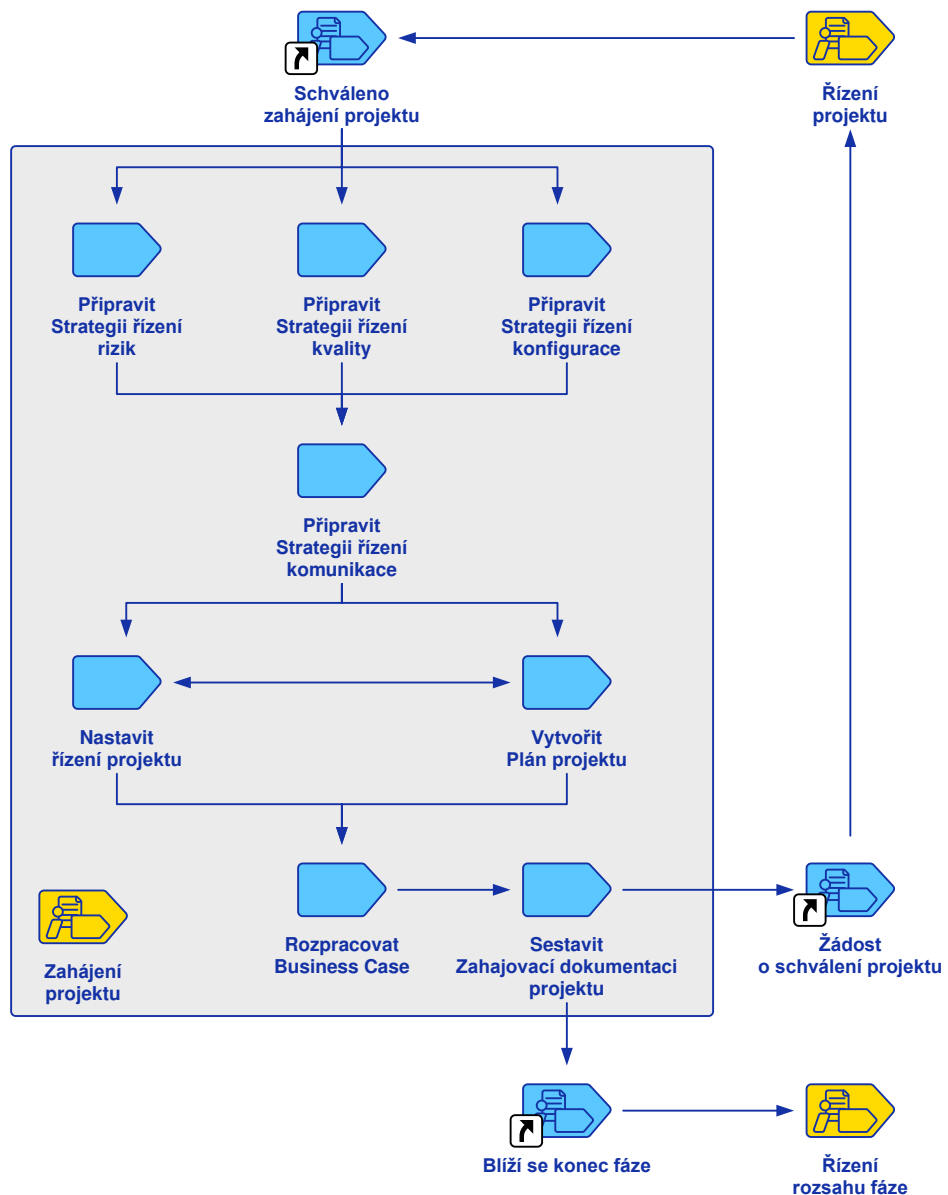 Schváleno
zahájení projektu
Řízení
projektu
Připravit
Strategii řízení
rizik
Připravit
Strategii řízení
kvality
Připravit
Strategii řízení
konfigurace
Připravit
Strategii řízení
komunikace
Nastavit
řízení projektu
Vytvořit
Plán projektu
Zahájení
projektu
Rozpracovat
Business Case
Sestavit
Zahajovací dokumentaci
projektu
Žádost
o schválení projektu
Blíží se konec fáze
Řízení
rozsahu fáze